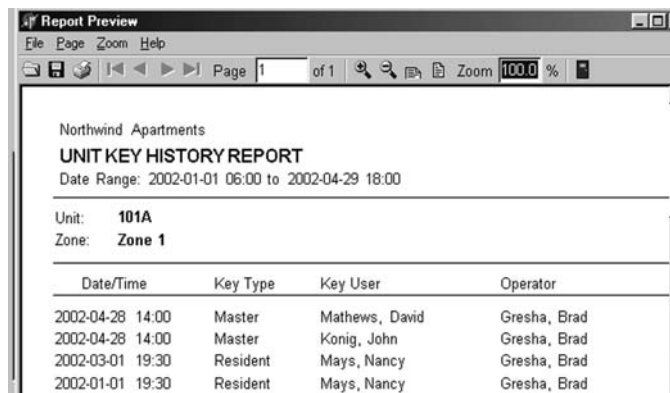 Report Preview
File Page Zoom Help
Page 1 of 1 Zoom 100.0 %
Northwind Apartments
UNIT KEY HISTORY REPORT
Date Range: 2002-01-01 06:00 to 2002-04-29 18:00
Unit: 101A
Zone: Zone 1
Date/Time Key Type Key User Operator
2002-04-28 14:00 Master Mathews, David Gresha, Brad
2002-04-28 14:00 Master Konig, John Gresha, Brad
2002-03-01 19:30 Resident Mays, Nancy Gresha, Brad
2002-01-01 19:30 Resident Mays, Nancy Gresha, Brad